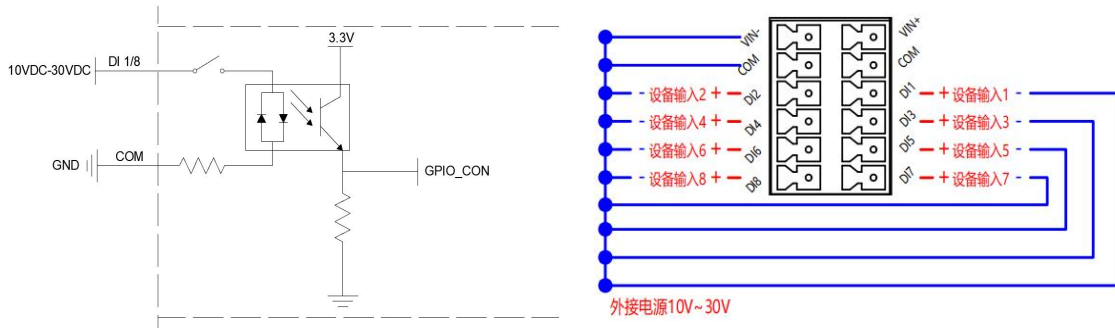 3.3V
10VDC-30VDC
DI 1/8
GND
COM
GPIO_CON
VIN-
VIN+
COM
COM
- 设备输入2 +
DI2
DI1
+ 设备输入1 -
- 设备输入4 +
DI4
DI3
+ 设备输入3 -
- 设备输入6 +
DI6
DI5
+ 设备输入5 -
- 设备输入8 +
DI8
DI7
+ 设备输入7 -
外接电源10V~30V